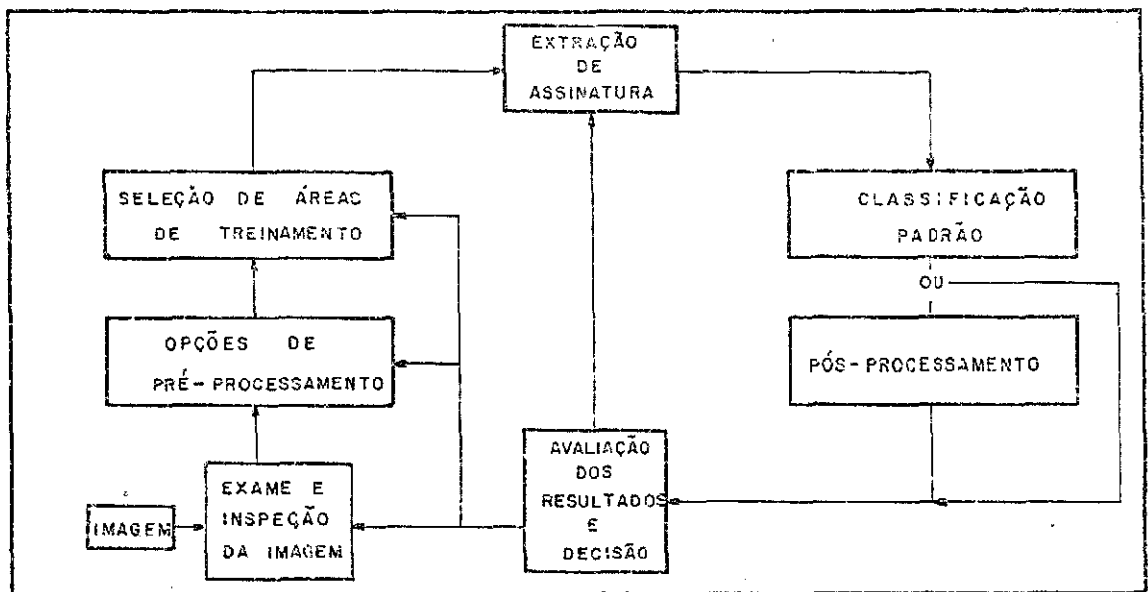 EXTRAÇÃO
DE
ASSINATURA
SELEÇÃO DE ÁREAC
DE TREINAMENTO
CLASSIFICAÇÃO
PADRÃO
OU
OPÇÕES DE
PRÉ-PROCESSAMENTO
PÓS-PROCESSAMENTO
AVALIAÇÃO
DOS
RESULTADOS
E
DECISÃO
EXAME E
INSPEÇÃO
DA IMAGEM
IMAGEM